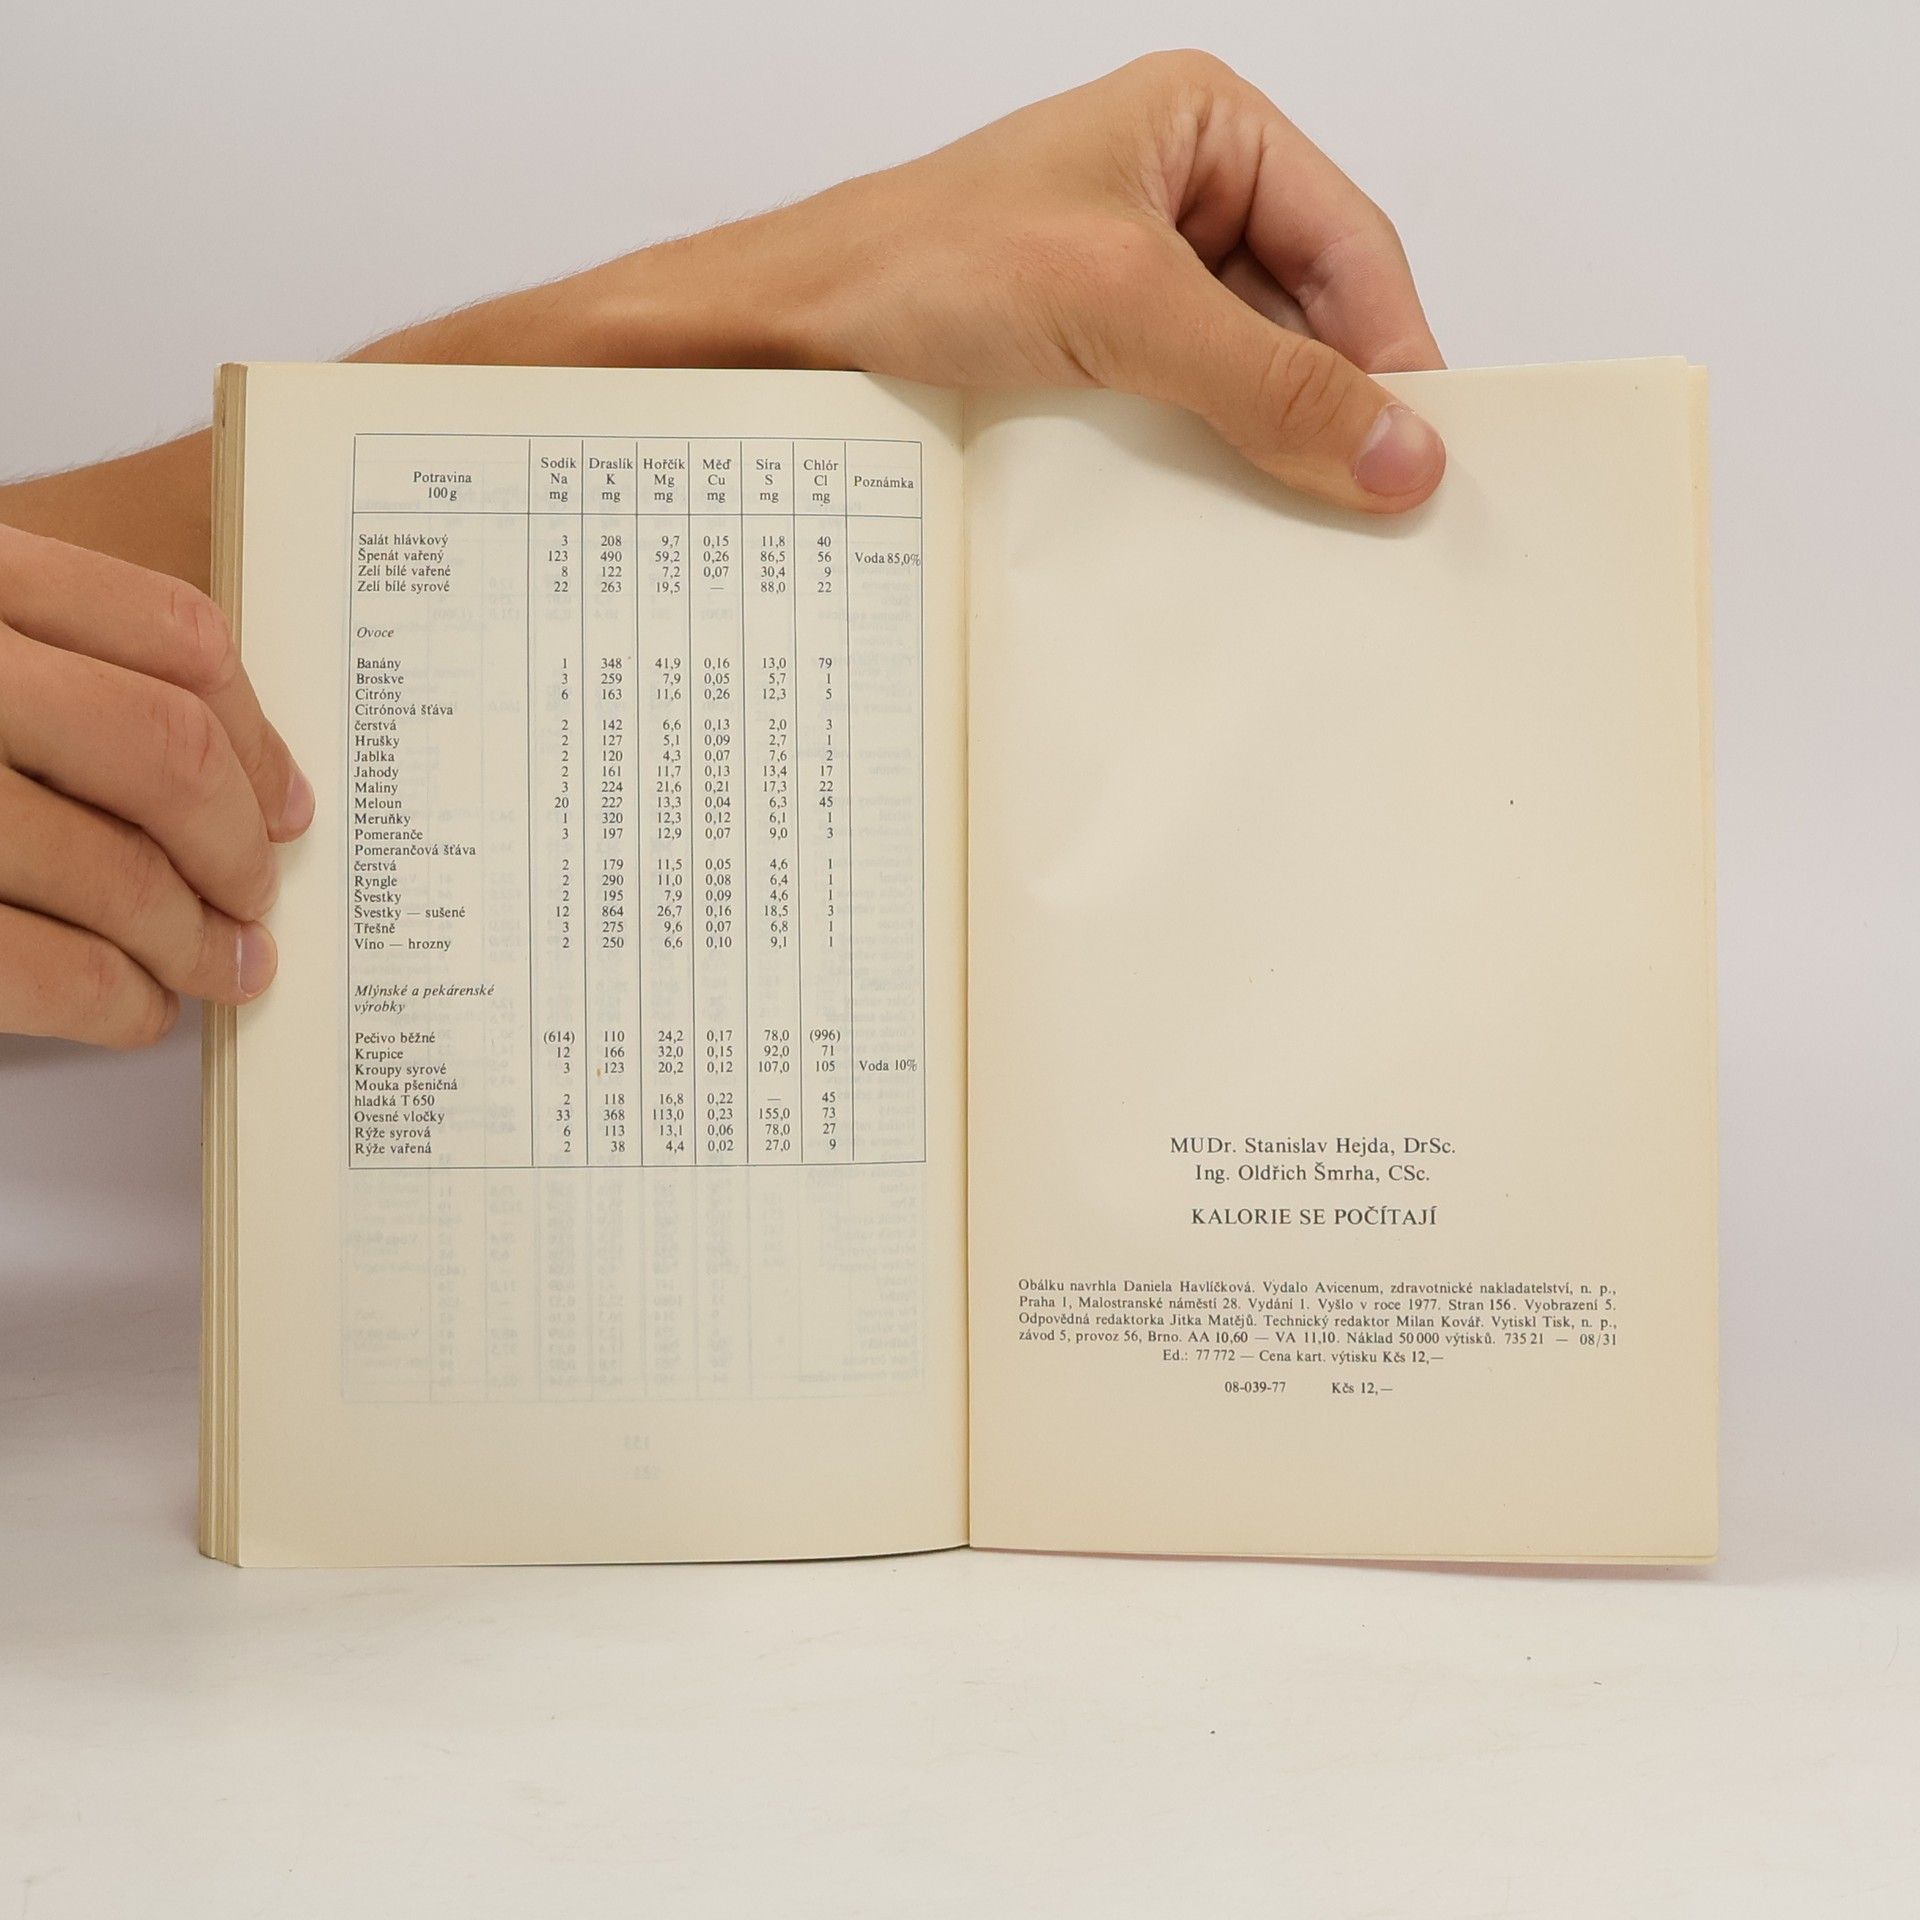 Potravina 100 g Sodík Na mg Draslík K mg Hořčík Mg mg Měď Cu mg Síra S mg Chlór Cl mg Poznámka
Salát hlávkový 3 208 9,7 0,15 11,8 40
Špenát vařený 123 490 59,2 0,26 86,5 56 Voda 85,0%
Zelí bílé vařené 8 122 7,2 0,07 30,4 9
Zelí bílé syrové 22 263 19,5 — 88,0 22
Ovoce
Banány 1 348 41,9 0,16 13,0 79
Broskve 3 259 7,9 0,05 5,7 1
Citróny 6 163 11,6 0,26 12,3 5
Citrónová šťáva
čerstvá 2 142 6,6 0,13 2,0 3
Hrušky 2 127 5,1 0,09 2,7 1
Jablka 2 120 4,3 0,07 7,6 2
Jahody 2 161 11,7 0,13 13,4 17
Maliny 3 224 21,6 0,21 17,3 22
Meloun 20 227 13,3 0,04 6,3 45
Meruňky 1 320 12,3 0,12 6,1 1
Pomeranče 3 197 12,9 0,07 9,0 3
Pomerančová šťáva
čerstvá 2 179 11,5 0,05 4,6 1
Ryngle 2 290 11,0 0,08 6,4 1
Švestky 2 195 7,9 0,09 4,6 1
Švestky — sušené 12 864 26,7 0,16 18,5 3
Třešně 3 275 9,6 0,07 6,8 1
Víno — hrozny 2 250 6,6 0,10 9,1 1
Mlýnské a pekárenské
výrobky
Pečivo běžné (614) 110 24,2 0,17 78,0 (996)
Krupice 12 166 32,0 0,15 92,0 71
Kroupy syrové 3 123 20,2 0,12 107,0 105 Voda 10%
Mouka pšeničná
hladká T 650 2 118 16,8 0,22 — 45
Ovesné vločky 33 368 113,0 0,23 155,0 73
Rýže syrová 6 113 13,1 0,06 78,0 27
Rýže vařená 2 38 4,4 0,02 27,0 9
MUDr. Stanislav Hejda, DrSc.
Ing. Oldřich Šmrha, CSc.
KALORIE SE POČÍTAJÍ
Obálku navrhla Daniela Havlíčková. Vydalo Avicenum, zdravotnické nakladatelství, n. p.,
Praha 1, Malostranské náměstí 28. Vydání 1. Vyšlo v roce 1977. Stran 156. Vyobrazení 5.
Odpovědná redaktorka Jitka Matějů. Technický redaktor Milan Kovář. Vytiskl Tisk, n. p.,
závod 5, provoz 56, Brno. AA 10,60 — VA 11,10. Náklad 50 000 výtisků. 735 21 — 08/31
Ed.: 77 772 — Cena kart. výtisku Kčs 12,—
08-039-77 Kčs 12,—